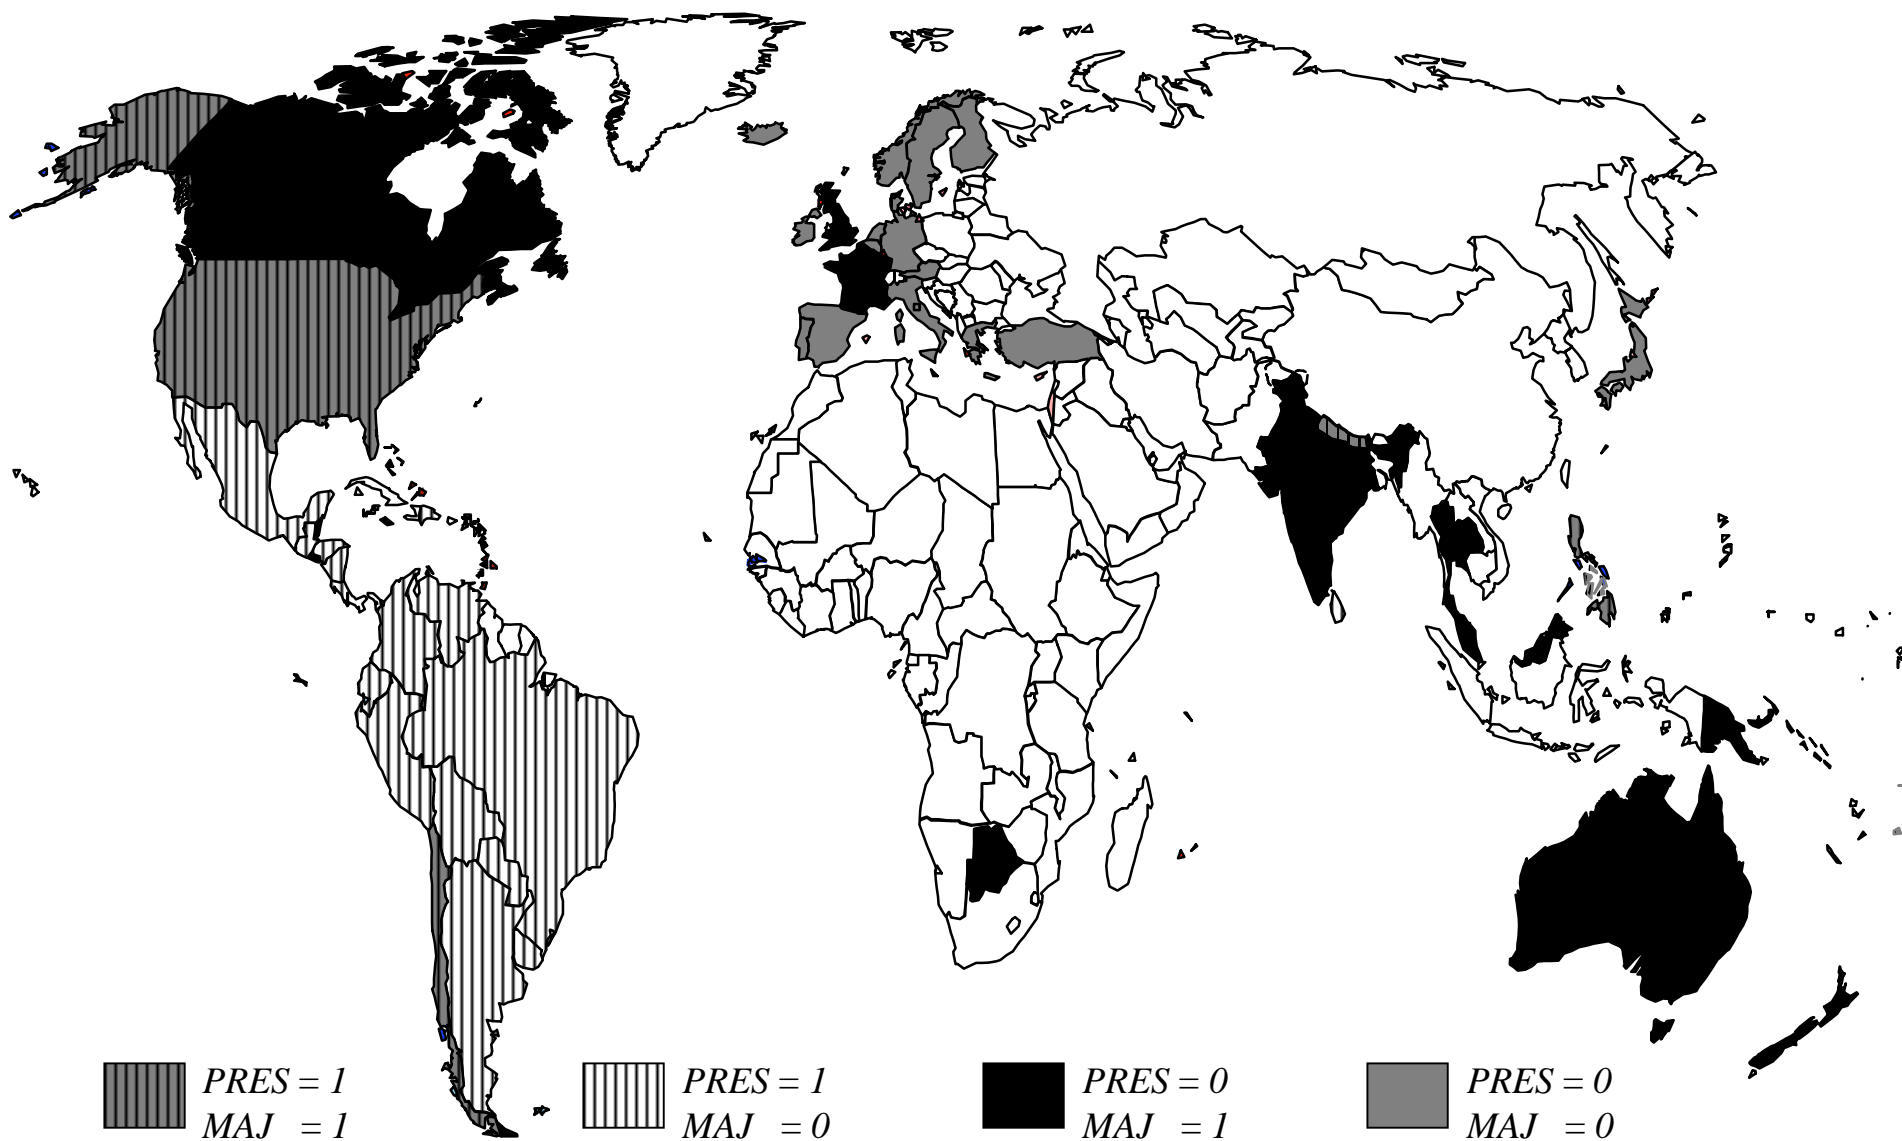 PRES = 1 PRES = 1 PRES = 0 PRES = 0
MAJ = 1 MAJ = 0 MAJ = 1 MAJ = 0